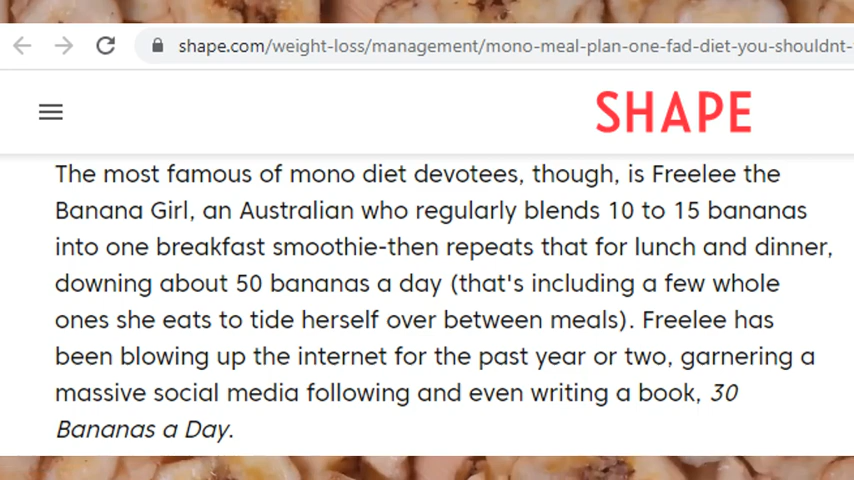 shape.com/weight-loss/management/mono-meal-plan-one-fad-diet-you-shouldnt-
SHAPE
The most famous of mono diet devotees, though, is Freelee the
Banana Girl, an Australian who regularly blends 10 to 15 bananas
into one breakfast smoothie-then repeats that for lunch and dinner,
downing about 50 bananas a day (that's including a few whole
ones she eats to tide herself over between meals). Freelee has
been blowing up the internet for the past year or two, garnering a
massive social media following and even writing a book, 30
Bananas a Day.